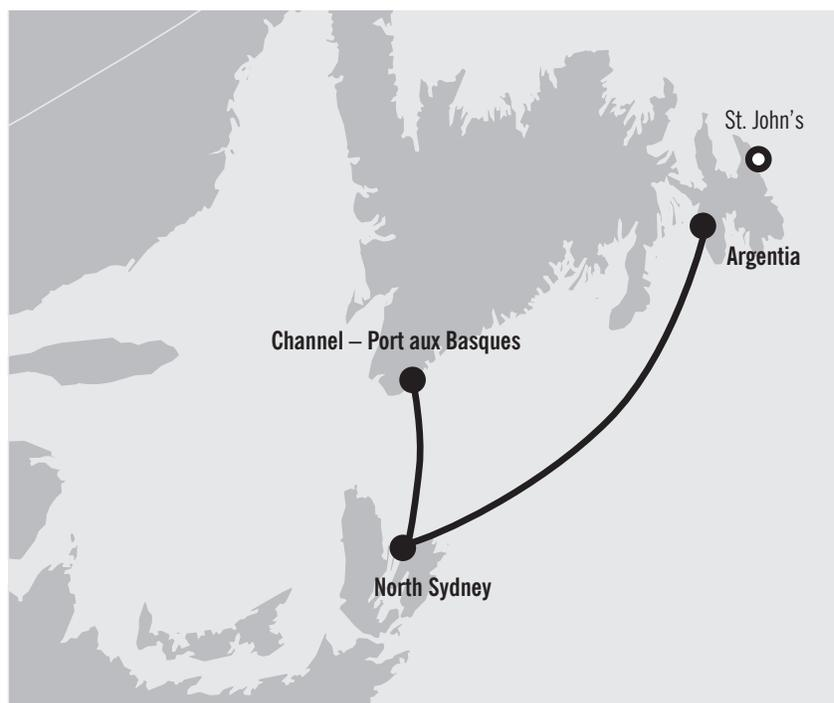 St. John’s
Argentia
Channel – Port aux Basques
North Sydney